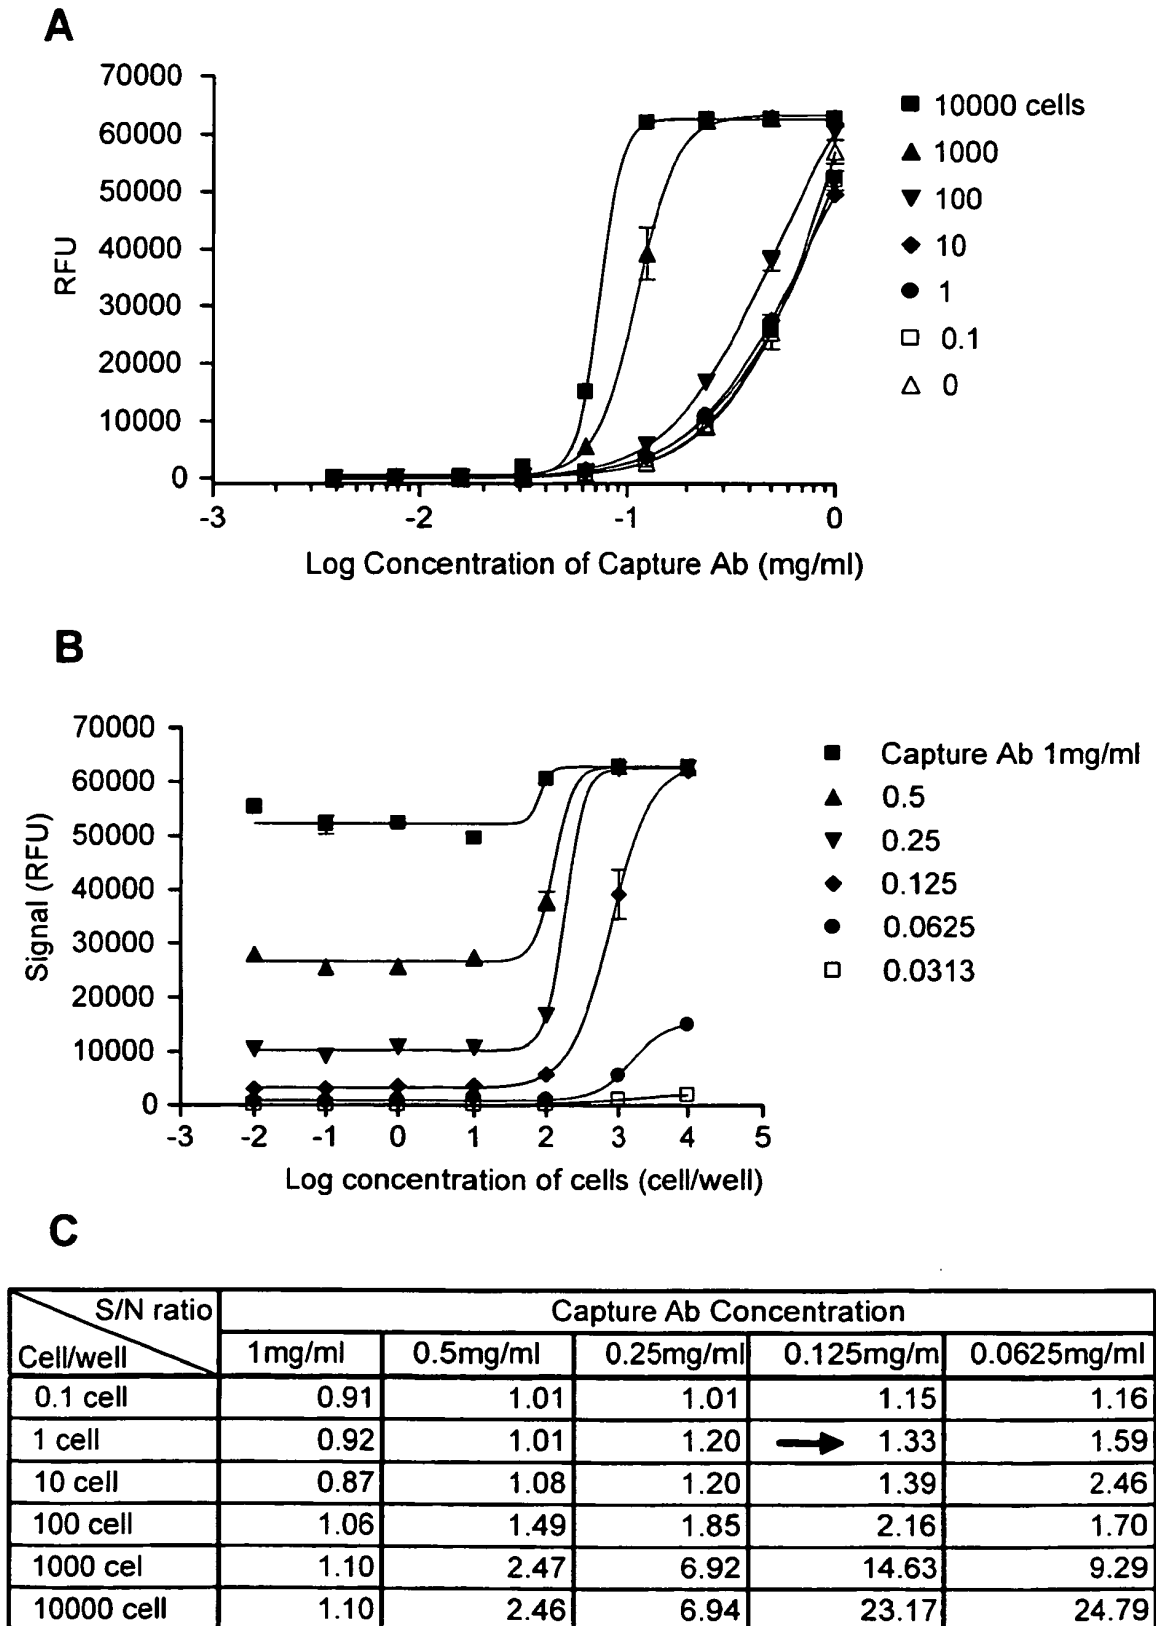 A
70000
60000
50000
40000
30000
20000
10000
0
RFU
-3 -2 -1 0
Log Concentration of Capture Ab (mg/ml)
10000 cells
1000
100
10
1
0.1
0
B
70000
60000
50000
40000
30000
20000
10000
0
Signal (RFU)
-3 -2 -1 0 1 2 3 4 5
Log concentration of cells (cell/well)
Capture Ab 1mg/ml
0.5
0.25
0.125
0.0625
0.0313
C
S/N ratio Capture Ab Concentration
Cell/well 1mg/ml 0.5mg/ml 0.25mg/ml 0.125mg/m 0.0625mg/ml
0.1 cell 0.91 1.01 1.01 1.15 1.16
1 cell 0.92 1.01 1.20 1.33 1.59
10 cell 0.87 1.08 1.20 1.39 2.46
100 cell 1.06 1.49 1.85 2.16 1.70
1000 cel 1.10 2.47 6.92 14.63 9.29
10000 cell 1.10 2.46 6.94 23.17 24.79